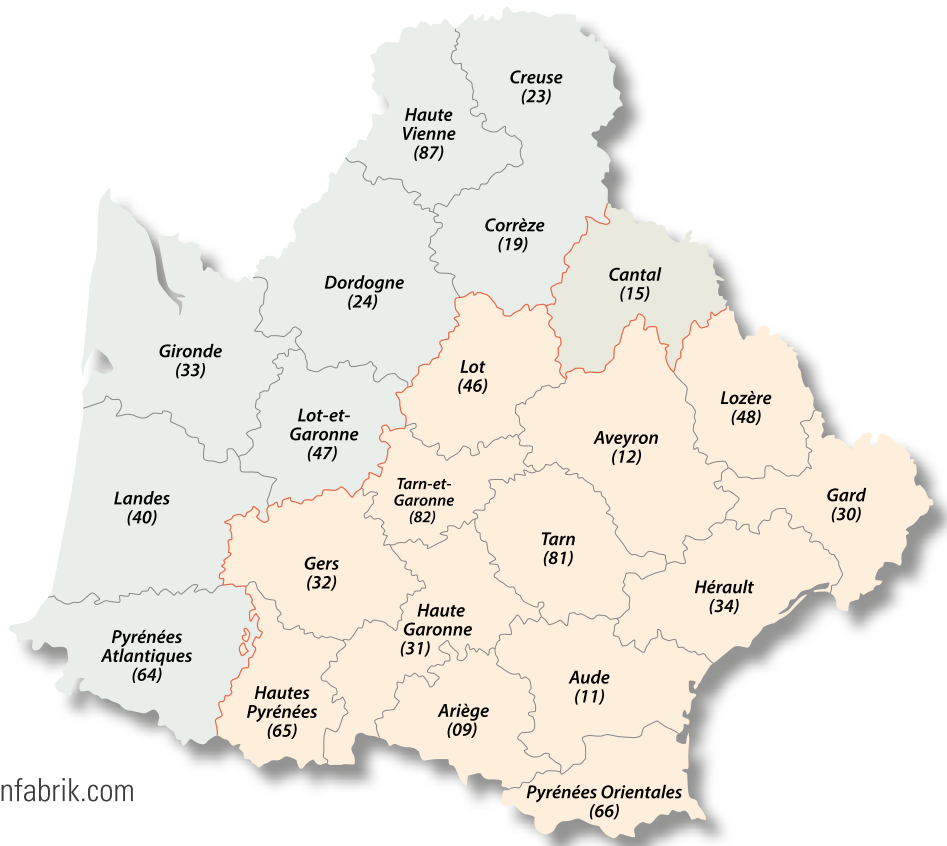 Creuse
(23)
Haute
Vienne
(87)
Corrèze
(19)
Cantal
(15)
Dordogne
(24)
Gironde
(33)
Lot
(46)
Lozère
(48)
Lot-et-
Garonne
(47)
Aveyron
(12)
Landes
(40)
Tarn-et-
Garonne
(82)
Gard
(30)
Tarn
(81)
Gers
(32)
Hérault
(34)
Haute
Garonne
(31)
Pyrénées
Atlantiques
(64)
Aude
(11)
Hautes
Pyrénées
(65)
Ariège
(09)
Pyrénées Orientales
(66)
nfabrik.com